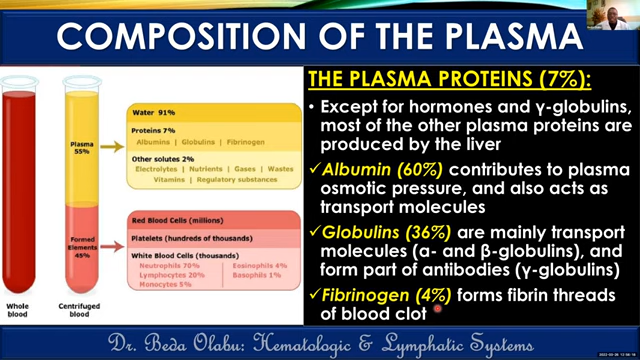 COMPOSITION OF THE PLASMA
Plasma
55%
Formed
Elements
45%
Whole
blood
Centrifuged
blood
Water 91%
Proteins 7%
Albumins | Globulins | Fibrinogen
Other solutes 2%
Electrolytes | Nutrients | Gases | Wastes
Vitamins | Regulatory substances
Red Blood Cells (millions)
Platelets (hundreds of thousands)
White Blood Cells (thousands)
Neutrophils 70% Eosinophils 4%
Lymphocytes 20% Basophils 1%
Monocytes 5%
THE PLASMA PROTEINS (7%):
• Except for hormones and γ-globulins,
most of the other plasma proteins are
produced by the liver
✓Albumin (60%) contributes to plasma
osmotic pressure, and also acts as
transport molecules
✓Globulins (36%) are mainly transport
molecules (α- and β-globulins), and
form part of antibodies (γ-globulins)
✓Fibrinogen (4%) forms fibrin threads
of blood clot
Dr. Beda Olabu: Hematologic & Lymphatic Systems